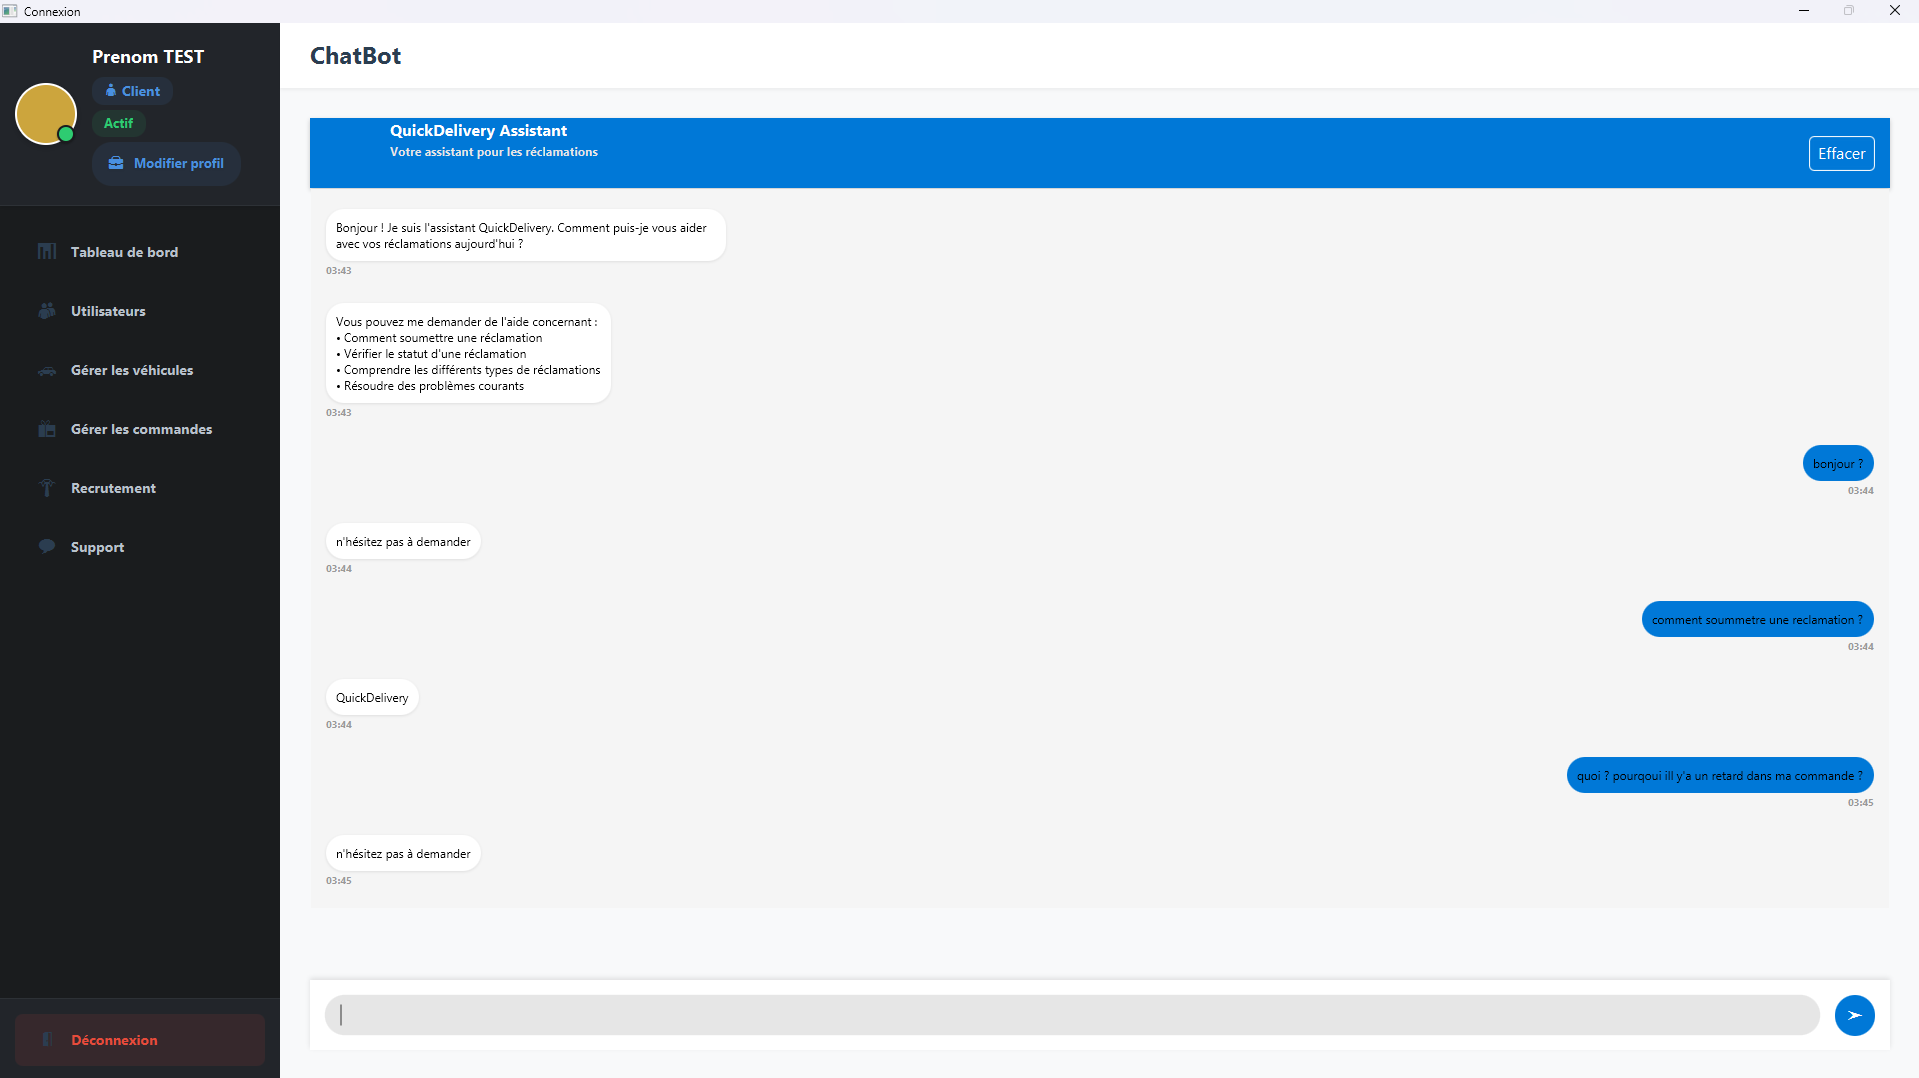 Connexion
Prenom TEST
Client
Actif
Modifier profil
Tableau de bord
Utilisateurs
Gérer les véhicules
Gérer les commandes
Recrutement
Support
Déconnexion
ChatBot
QuickDelivery Assistant
Votre assistant pour les réclamations
Effacer
Bonjour ! Je suis l'assistant QuickDelivery. Comment puis-je vous aider
avec vos réclamations aujourd'hui ?
03:43
Vous pouvez me demander de l'aide concernant :
• Comment soumettre une réclamation
• Vérifier le statut d'une réclamation
• Comprendre les différents types de réclamations
• Résoudre des problèmes courants
03:43
bonjour ?
03:44
n'hésitez pas à demander
03:44
comment soummetre une reclamation ?
03:44
QuickDelivery
03:44
quoi ? pourqoui ill y'a un retard dans ma commande ?
03:45
n'hésitez pas à demander
03:45